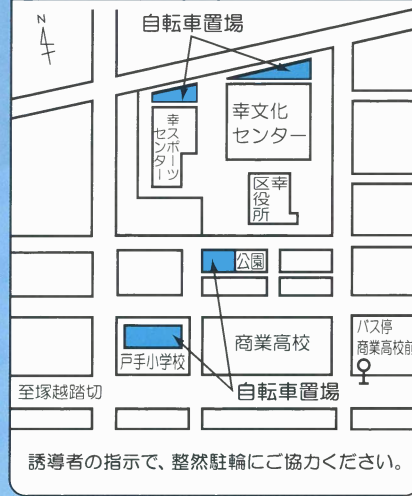 N
自転車置場
幸文化
センター
幸スポーツ
センター
幸
区役所
公園
商業高校
バス停
商業高校前
戸手小学校
至塚越踏切
自転車置場
誘導者の指示で、整然駐輪にご協力ください。